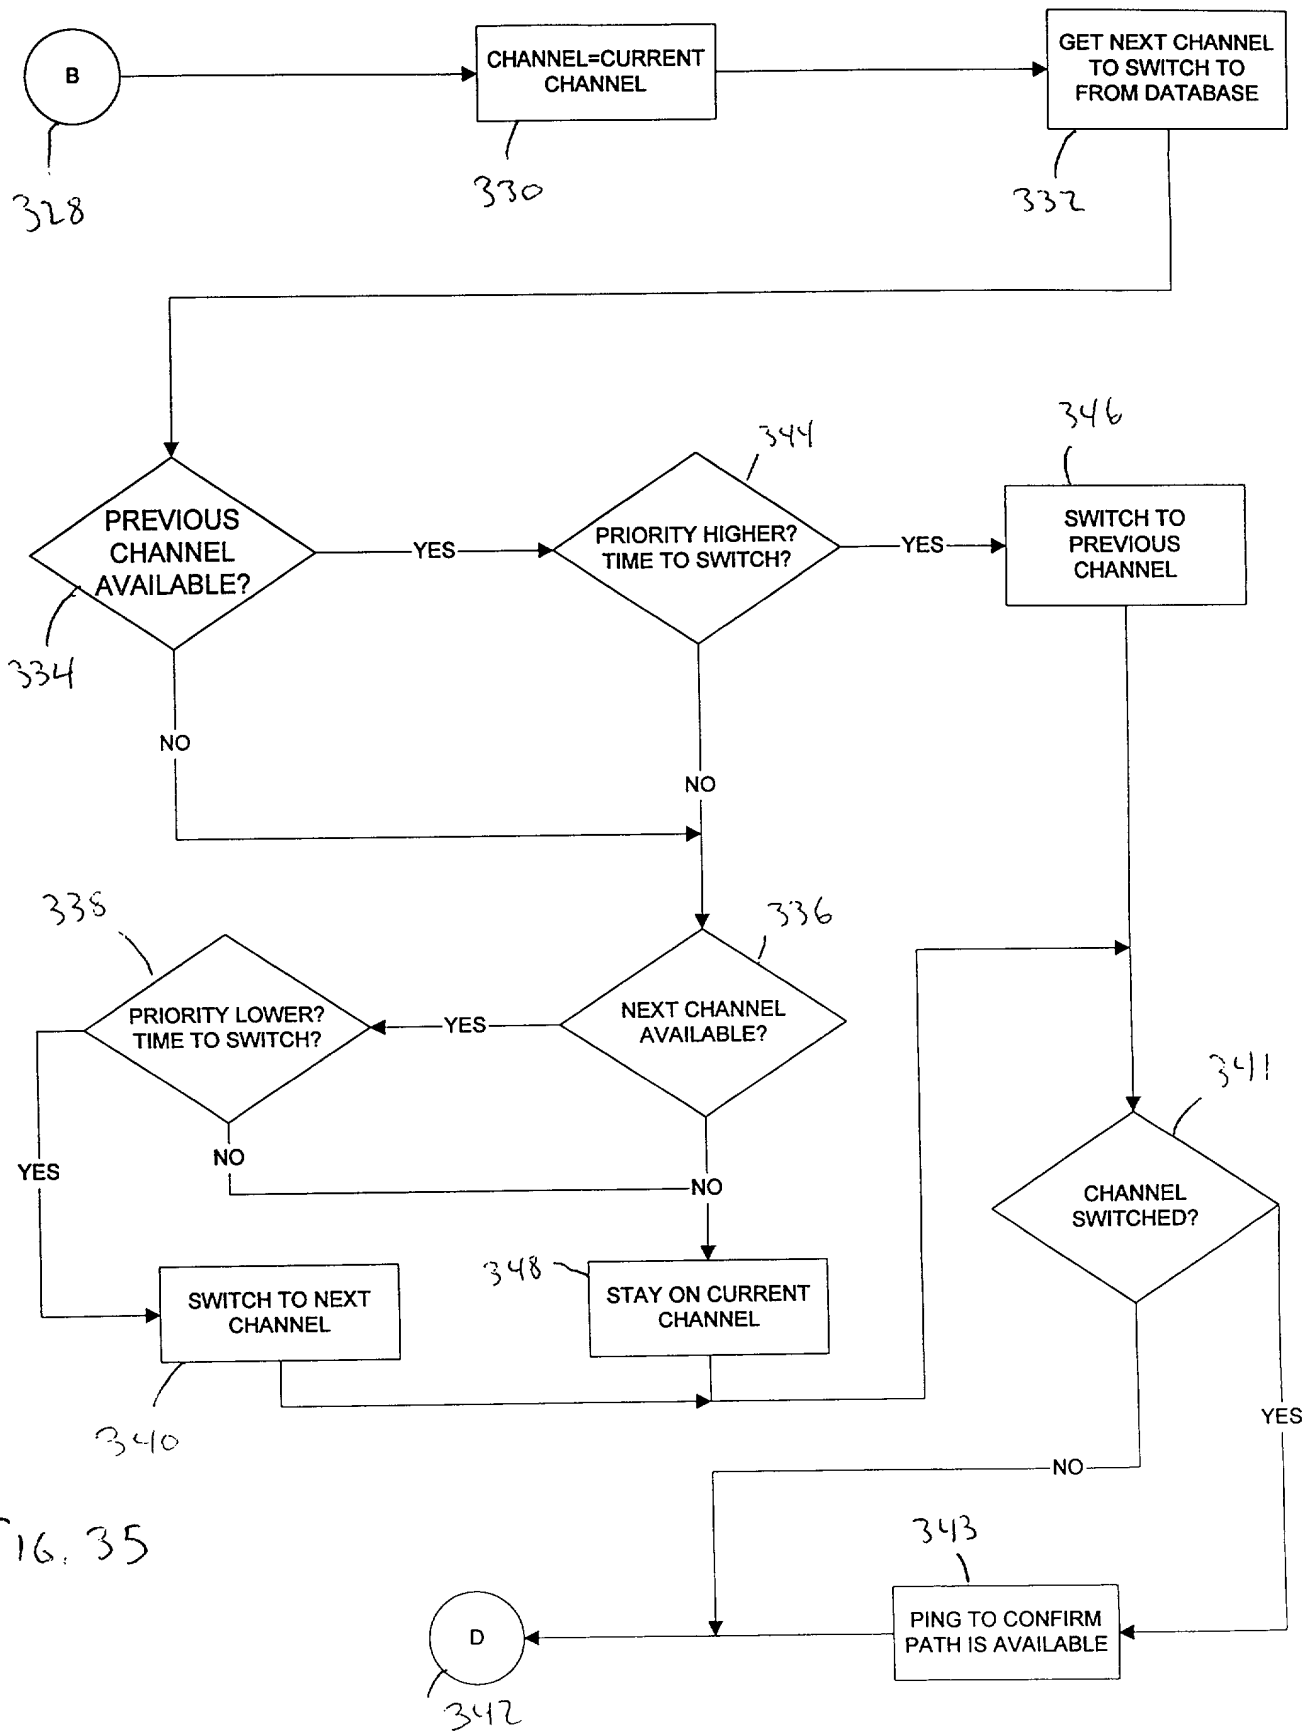 B
CHANNEL=CURRENT
CHANNEL
GET NEXT CHANNEL
TO SWITCH TO
FROM DATABASE
328
330
332
346
344
PREVIOUS
CHANNEL
AVAILABLE?
YES
PRIORITY HIGHER?
TIME TO SWITCH?
YES
SWITCH TO
PREVIOUS
CHANNEL
334
NO
NO
338
336
PRIORITY LOWER?
TIME TO SWITCH?
YES
NEXT CHANNEL
AVAILABLE?
341
YES
NO
NO
CHANNEL
SWITCHED?
348
SWITCH TO NEXT
CHANNEL
STAY ON CURRENT
CHANNEL
340
YES
NO
FIG. 35
343
D
PING TO CONFIRM
PATH IS AVAILABLE
342